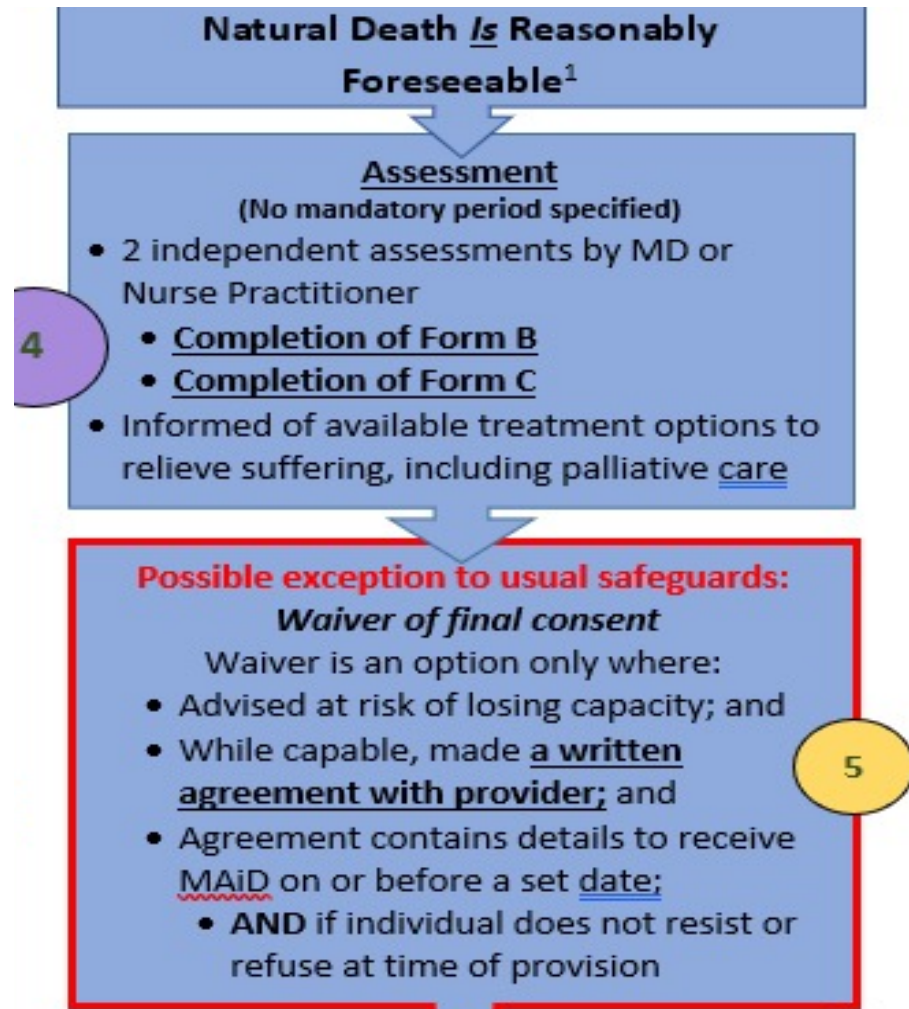 Natural Death Is Reasonably
Foreseeable1
Assessment
(No mandatory period specified)
• 2 independent assessments by MD or
Nurse Practitioner
4
• Completion of Form B
• Completion of Form C
• Informed of available treatment options to
relieve suffering, including palliative care
Possible exception to usual safeguards:
Waiver of final consent
Waiver is an option only where:
• Advised at risk of losing capacity; and
• While capable, made a written
agreement with provider; and
5
• Agreement contains details to receive
MAiD on or before a set date;
• AND if individual does not resist or
refuse at time of provision